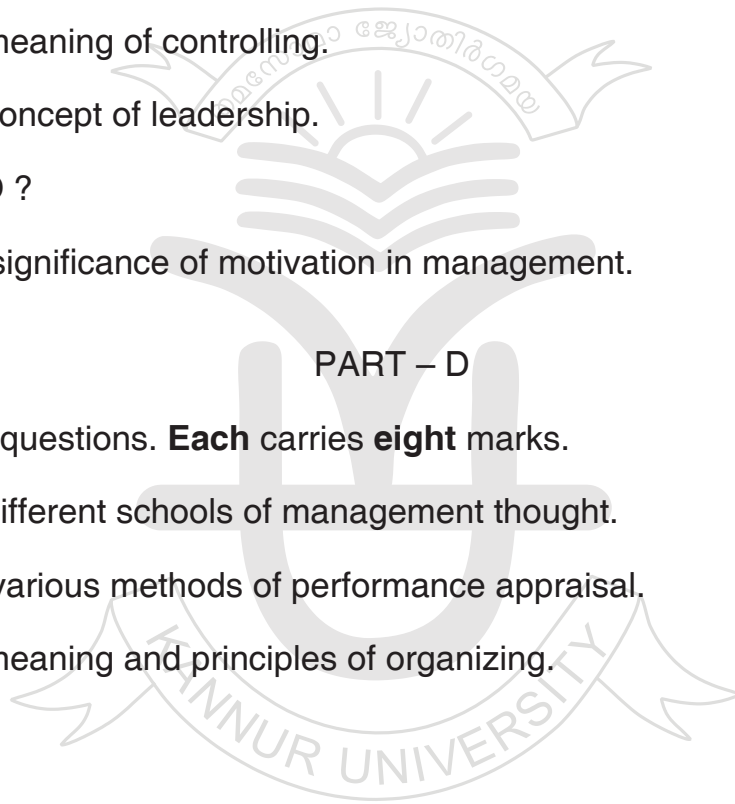 meaning of controlling.
oncept of leadership.
?
significance of motivation in management.
PART – D
questions. Each carries eight marks.
ifferent schools of management thought.
various methods of performance appraisal.
meaning and principles of organizing.
KANNUR UNIVERSITY